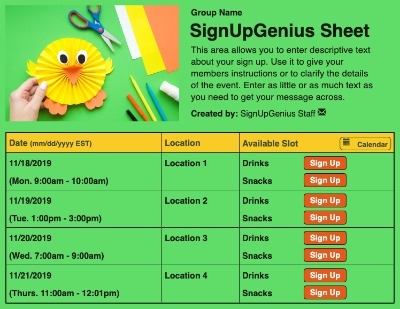 Group Name
SignUpGenius Sheet
This area allows you to enter descriptive text
about your sign up. Use it to give your
members instructions or to clarify the details
of the event. Enter as little or as much text as
you need to get your message across.
Created by: SignUpGenius Staff
Date (mm/dd/yyyy EST) Location Available Slot Calendar
11/18/2019 Location 1 Drinks Sign Up
(Mon. 9:00am - 10:00am) Snacks Sign Up
11/19/2019 Location 2 Drinks Sign Up
(Tue. 1:00pm - 3:00pm) Snacks Sign Up
11/20/2019 Location 3 Drinks Sign Up
(Wed. 7:00am - 9:00am) Snacks Sign Up
11/21/2019 Location 4 Drinks Sign Up
(Thurs. 11:00am - 12:01pm) Snacks Sign Up